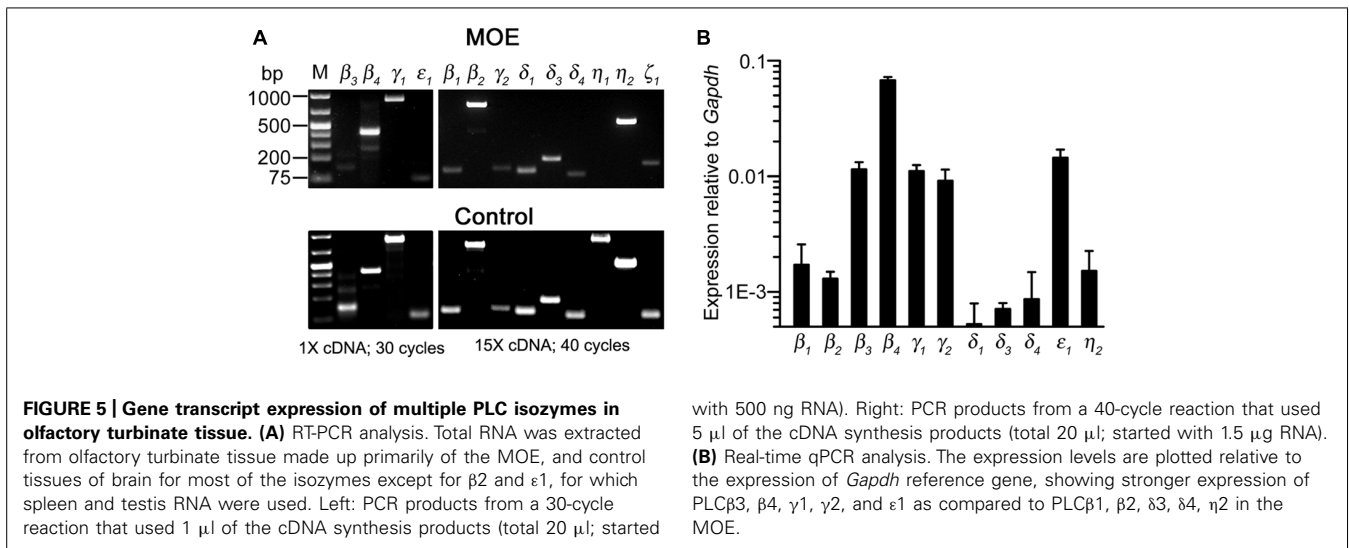 A
MOE
bp M β3 β4 γ1 ε1 β1 β2 γ2 δ1 δ3 δ4 η1 η2 ζ1
1000
500
200
75
Control
1X cDNA; 30 cycles 15X cDNA; 40 cycles
B
Expression relative to Gapdh
0.1
0.01
1E-3
β1 β2 β3 β4 γ1 γ2 δ1 δ3 δ4 ε1 η2
FIGURE 5 | Gene transcript expression of multiple PLC isozymes in
olfactory turbinate tissue. (A) RT-PCR analysis. Total RNA was extracted
from olfactory turbinate tissue made up primarily of the MOE, and control
tissues of brain for most of the isozymes except for β2 and ε1, for which
spleen and testis RNA were used. Left: PCR products from a 30-cycle
reaction that used 1 μl of the cDNA synthesis products (total 20 μl; started
with 500 ng RNA). Right: PCR products from a 40-cycle reaction that used
5 μl of the cDNA synthesis products (total 20 μl; started with 1.5 μg RNA).
(B) Real-time qPCR analysis. The expression levels are plotted relative to
the expression of Gapdh reference gene, showing stronger expression of
PLCβ3, β4, γ1, γ2, and ε1 as compared to PLCβ1, β2, δ3, δ4, η2 in the
MOE.